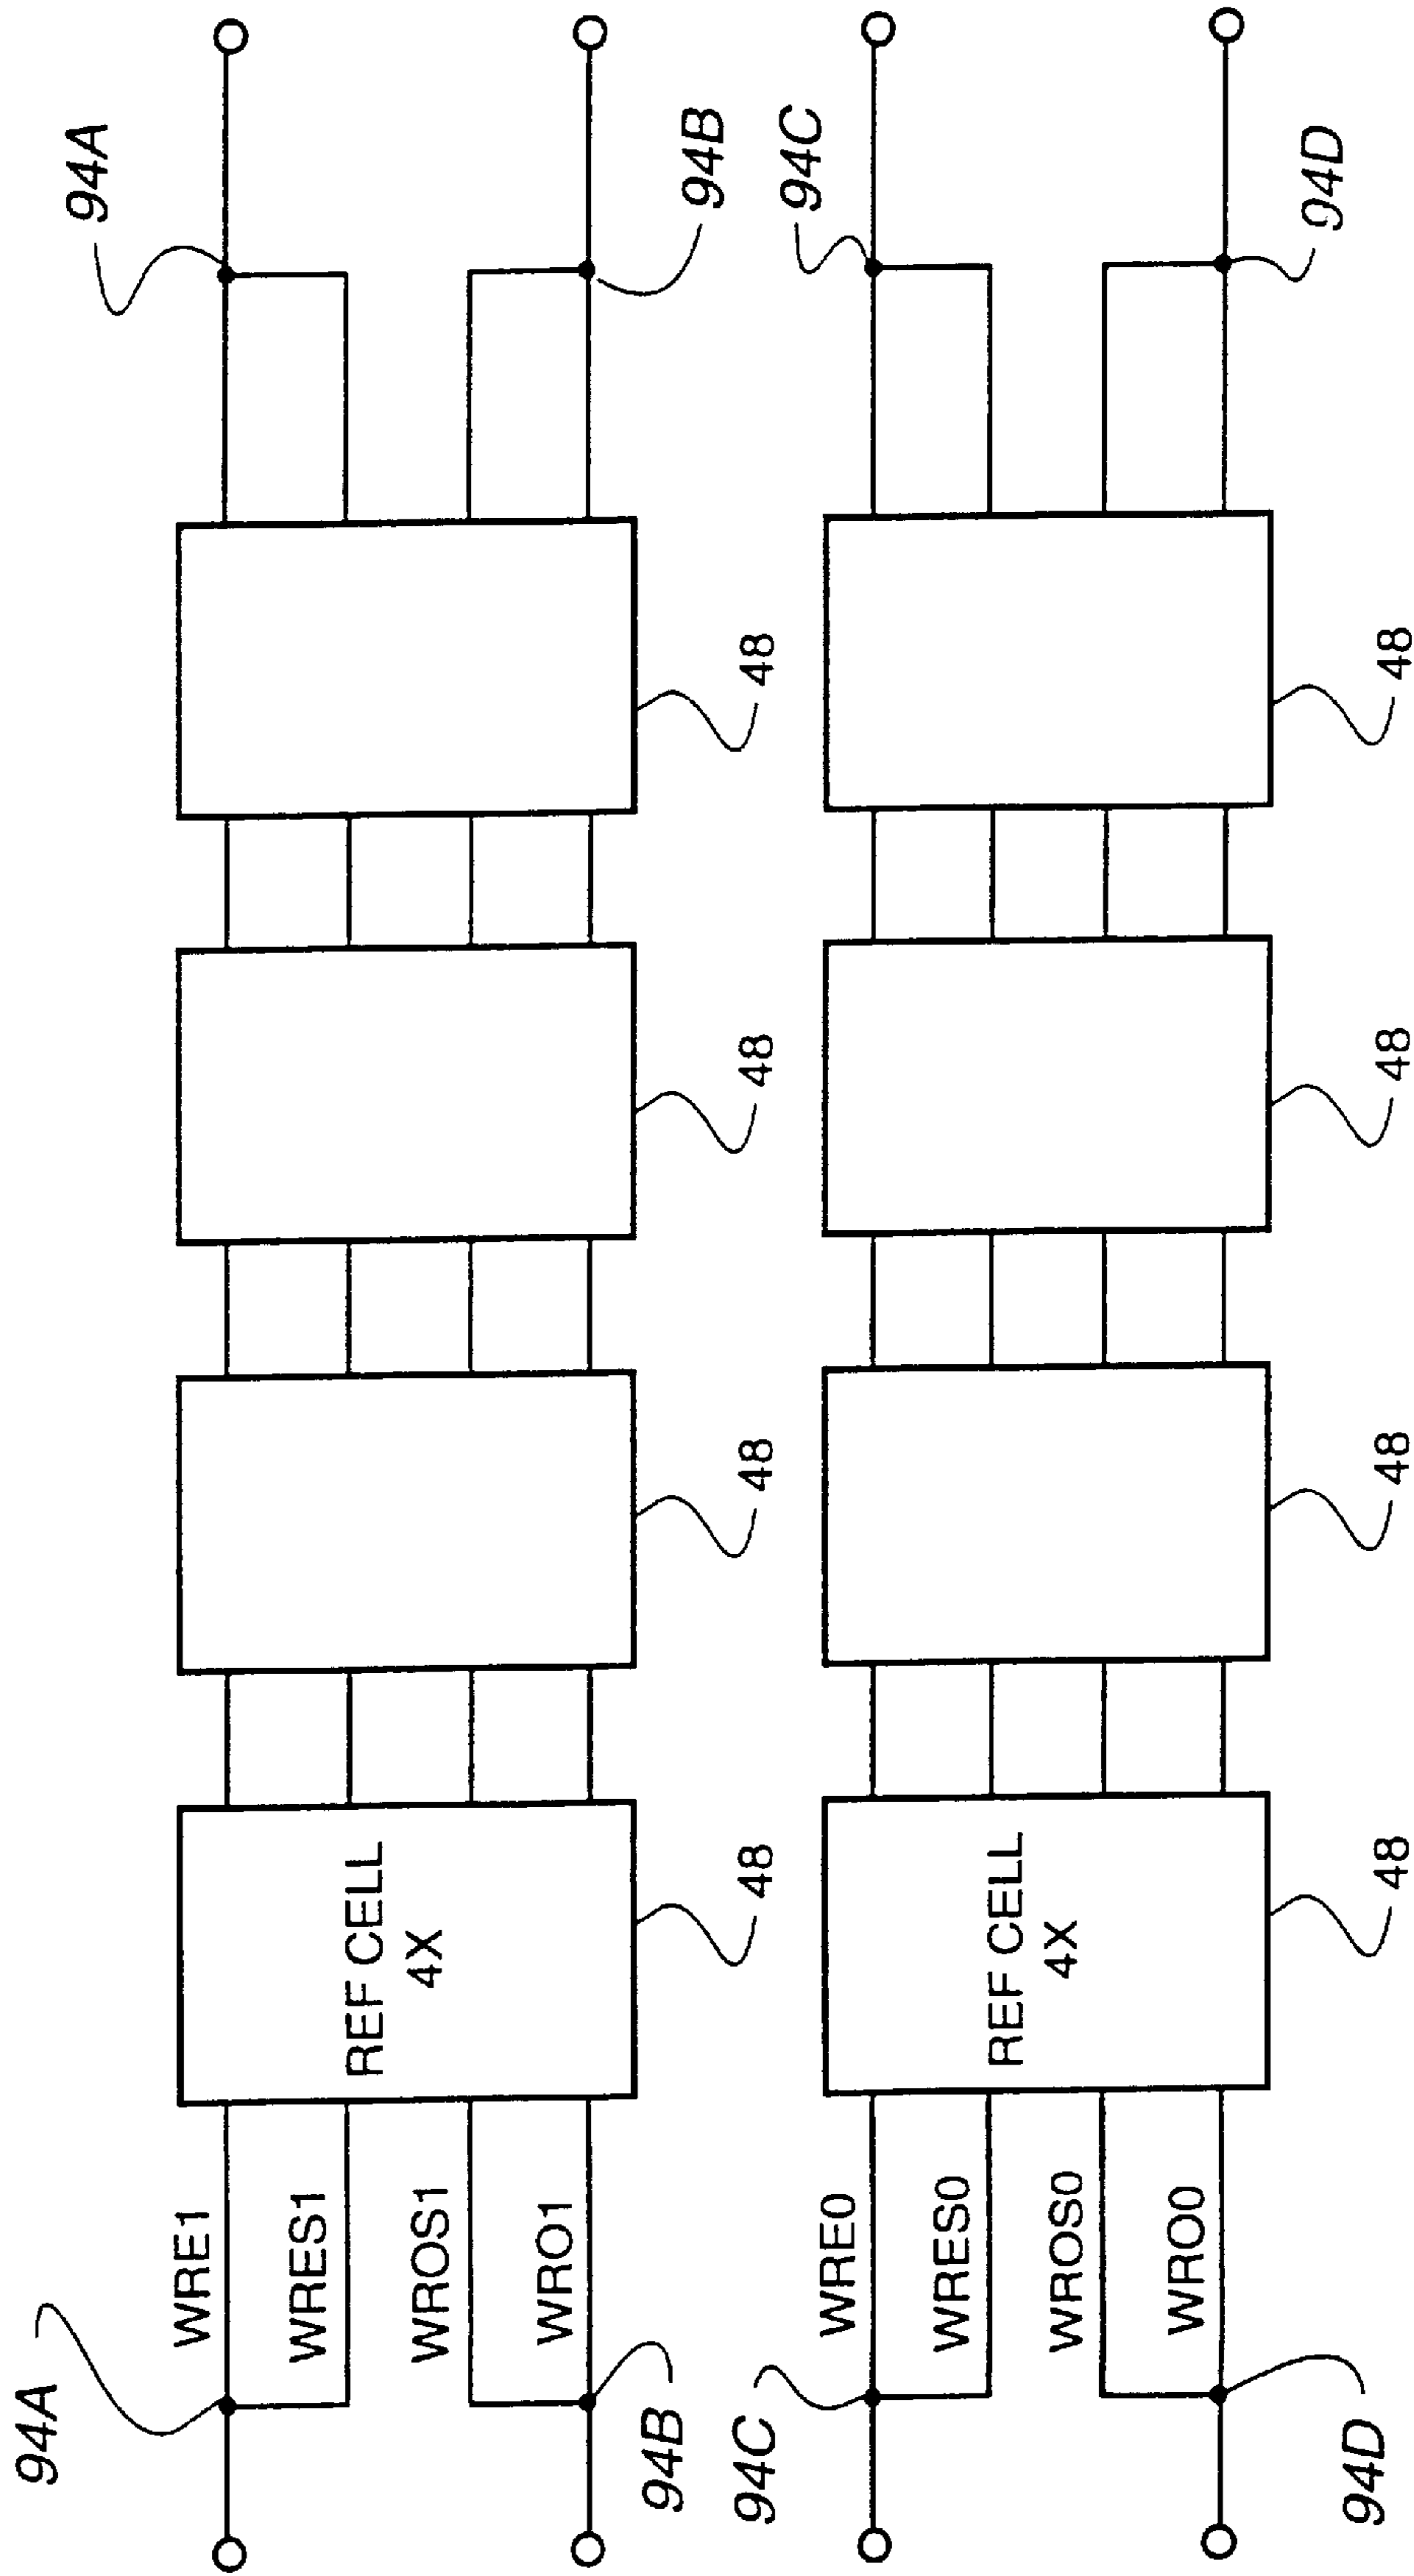 94A
WRE1
WRES1
WROS1
WRO1
94B
REF CELL
4X
48
48
48
48
94A
94B
94C
WRE0
WRES0
WROS0
WRO0
94D
REF CELL
4X
48
48
48
48
94C
94D